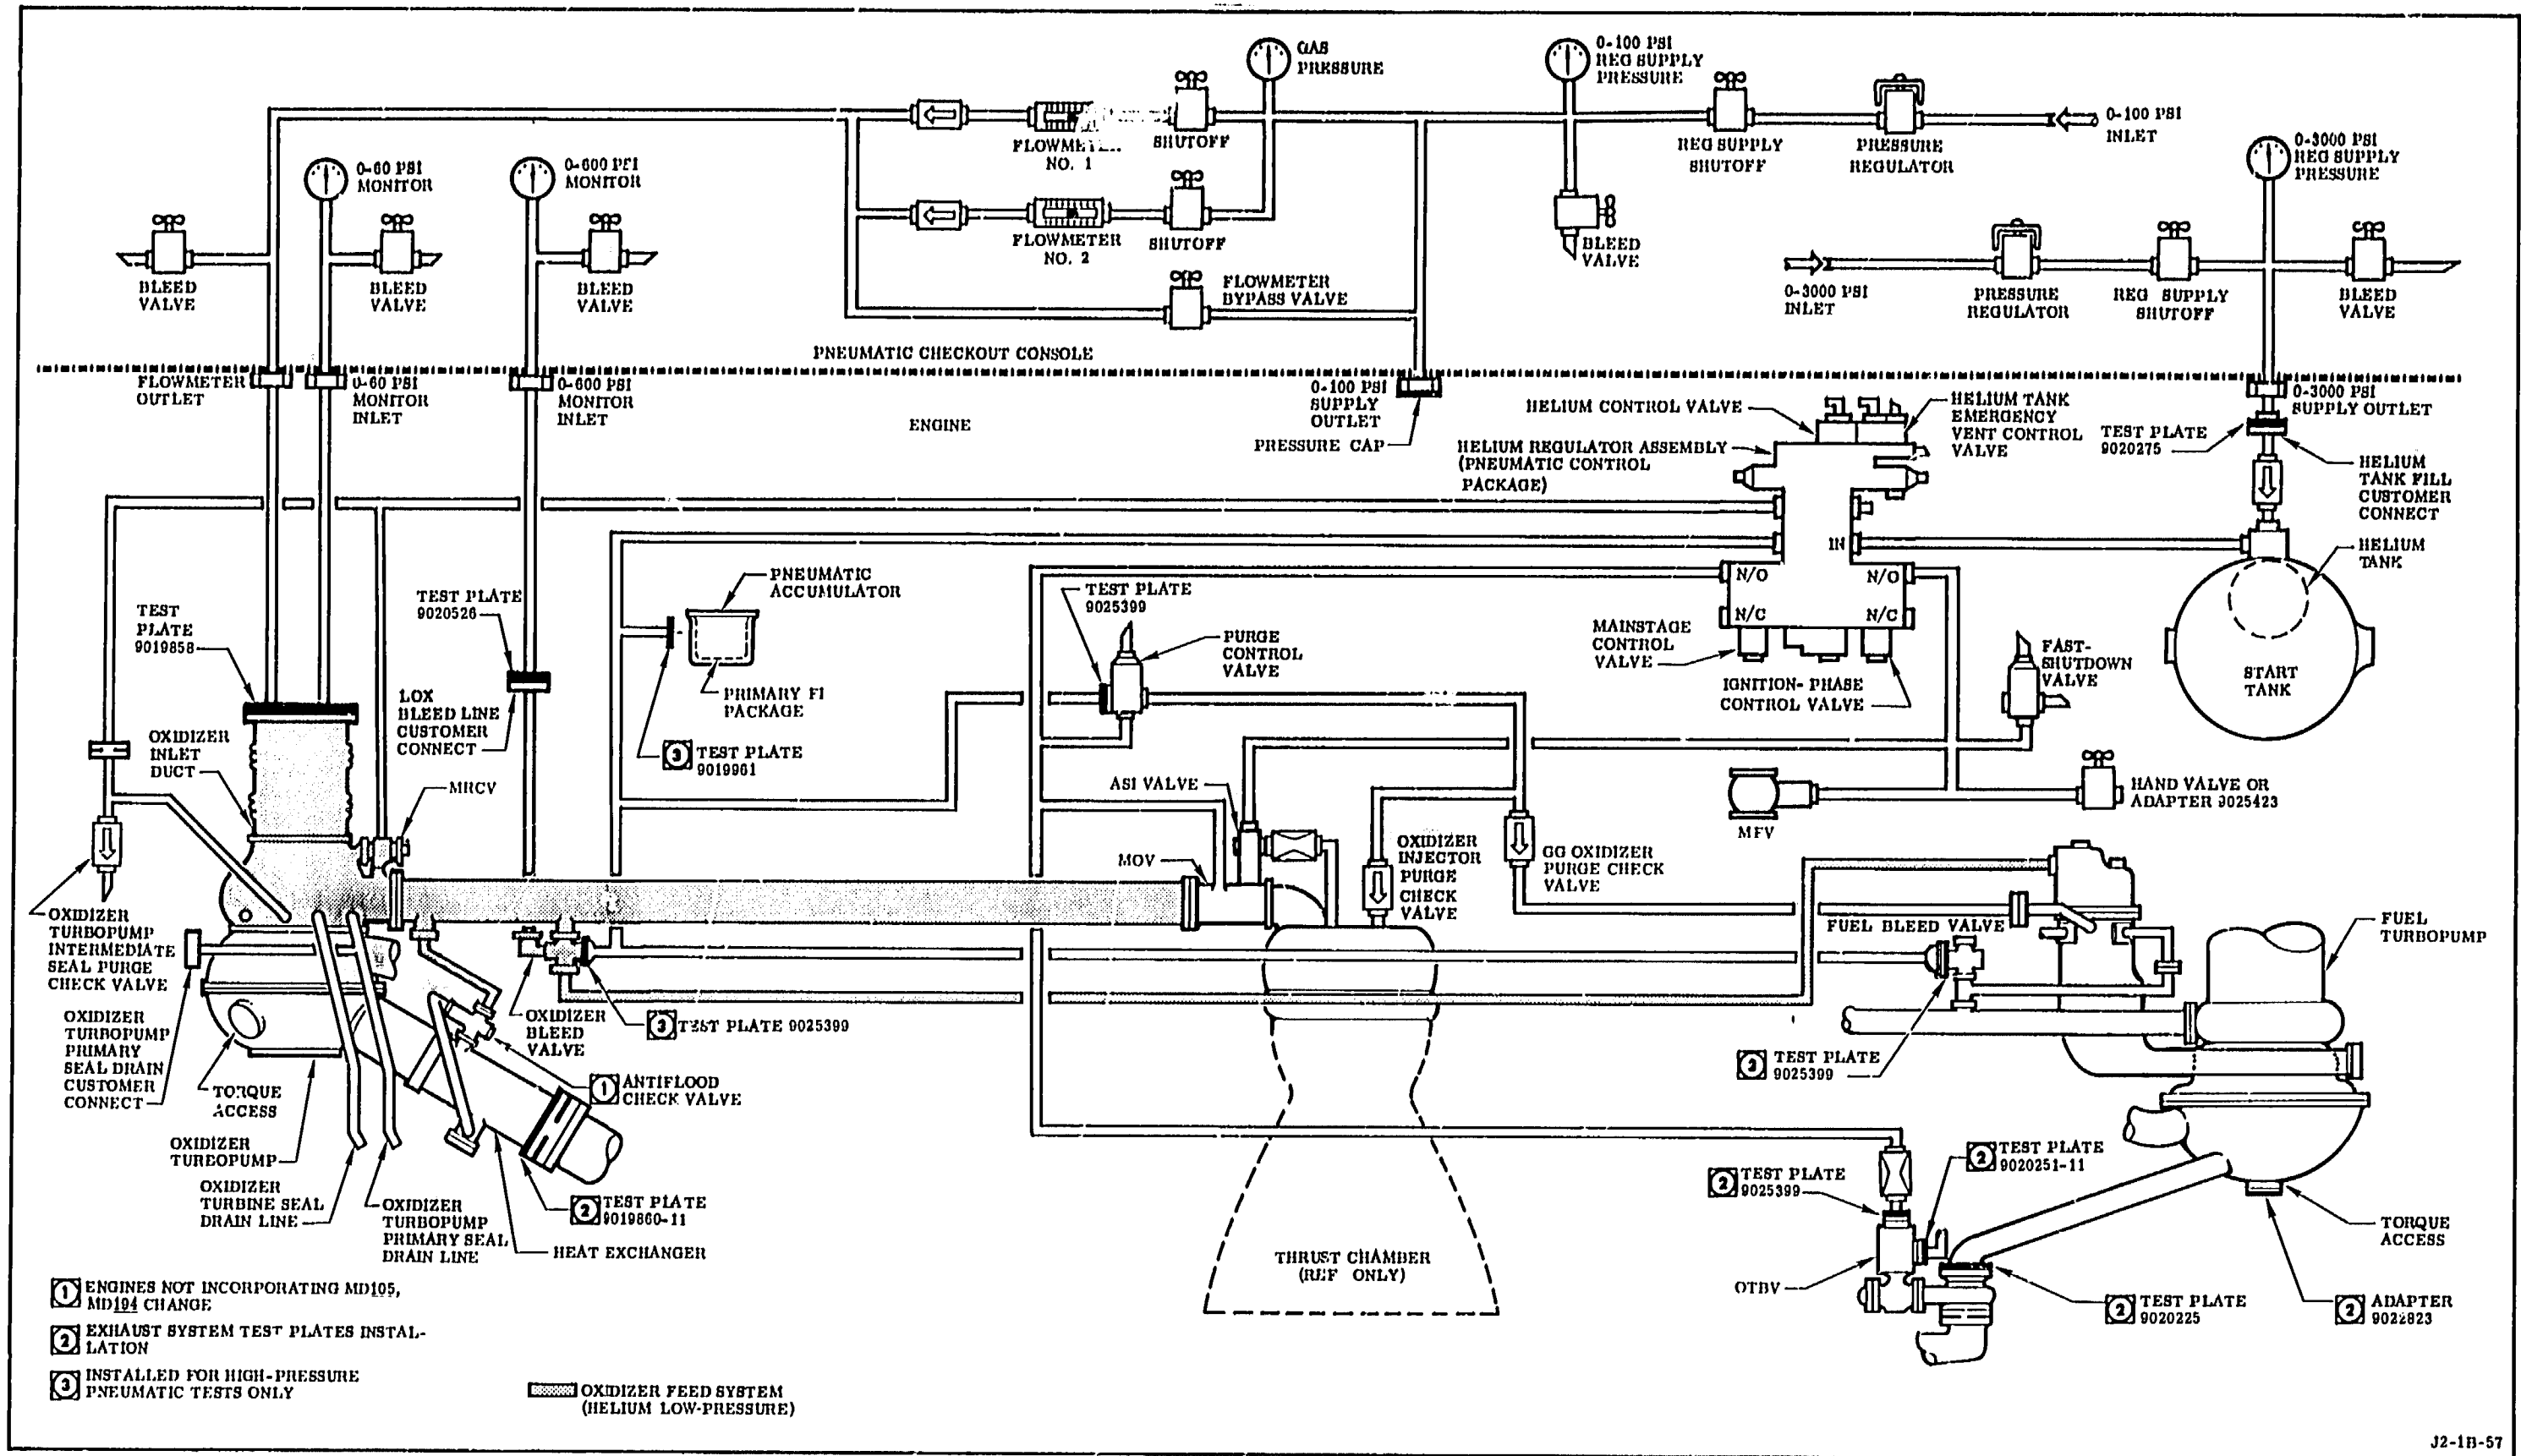 GAS
PRESSURE
0-100 PSI
REG SUPPLY
PRESSURE
0-60 PSI
MONITOR
0-600 PSI
MONITOR
FLOWMETER
NO. 1
SHUTOFF
REG SUPPLY
SHUTOFF
PRESSURE
REGULATOR
0-100 PSI
INLET
0-3000 PSI
REG SUPPLY
PRESSURE
BLEED
VALVE
BLEED
VALVE
BLEED
VALVE
FLOWMETER
NO. 2
SHUTOFF
BLEED
VALVE
FLOWMETER
BYPASS VALVE
0-3000 PSI
INLET
PRESSURE
REGULATOR
REG SUPPLY
SHUTOFF
BLEED
VALVE
PNEUMATIC CHECKOUT CONSOLE
FLOWMETER
OUTLET
0-60 PSI
MONITOR
INLET
0-600 PSI
MONITOR
INLET
ENGINE
0-100 PSI
SUPPLY
OUTLET
PRESSURE CAP
HELIUM CONTROL VALVE
HELIUM TANK
EMERGENCY
VENT CONTROL
VALVE
0-3000 PSI
SUPPLY OUTLET
TEST PLATE
9020275
HELIUM REGULATOR ASSEMBLY
(PNEUMATIC CONTROL
PACKAGE)
HELIUM
TANK FILL
CUSTOMER
CONNECT
IN
HELIUM
TANK
TEST
PLATE
9019858
TEST PLATE
9020526
PNEUMATIC
ACCUMULATOR
TEST PLATE
9025399
N/O
N/O
N/C
N/C
PURGE
CONTROL
VALVE
MAINSTAGE
CONTROL
VALVE
IGNITION-PHASE
CONTROL VALVE
FAST-
SHUTDOWN
VALVE
START
TANK
PRIMARY FI
PACKAGE
LOX
BLEED LINE
CUSTOMER
CONNECT
OXIDIZER
INLET
DUCT
3 TEST PLATE
9019961
MRCV
ASI VALVE
MFV
HAND VALVE OR
ADAPTER 9025423
MOV
OXIDIZER
INJECTOR
PURGE
CHECK
VALVE
GG OXIDIZER
PURGE CHECK
VALVE
FUEL BLEED VALVE
FUEL
TURBOPUMP
OXIDIZER
TURBOPUMP
INTERMEDIATE
SEAL PURGE
CHECK VALVE
OXIDIZER
TURBOPUMP
PRIMARY
SEAL DRAIN
CUSTOMER
CONNECT
OXIDIZER
BLEED
VALVE
3 TEST PLATE 9025399
3 TEST PLATE
9025399
TORQUE
ACCESS
1 ANTIFLOOD
CHECK VALVE
OXIDIZER
TURBOPUMP
OXIDIZER
TURBINE SEAL
DRAIN LINE
OXIDIZER
TURBOPUMP
PRIMARY SEAL
DRAIN LINE
2 TEST PLATE
9019860-11
HEAT EXCHANGER
THRUST CHAMBER
(REF ONLY)
2 TEST PLATE
9025399
2 TEST PLATE
9020251-11
OTBV
TORQUE
ACCESS
2 TEST PLATE
9020225
2 ADAPTER
9022823
1 ENGINES NOT INCORPORATING MD105,
MD194 CHANGE
2 EXHAUST SYSTEM TEST PLATES INSTAL-
LATION
3 INSTALLED FOR HIGH-PRESSURE
PNEUMATIC TESTS ONLY
OXIDIZER FEED SYSTEM
(HELIUM LOW-PRESSURE)
J2-1B-57